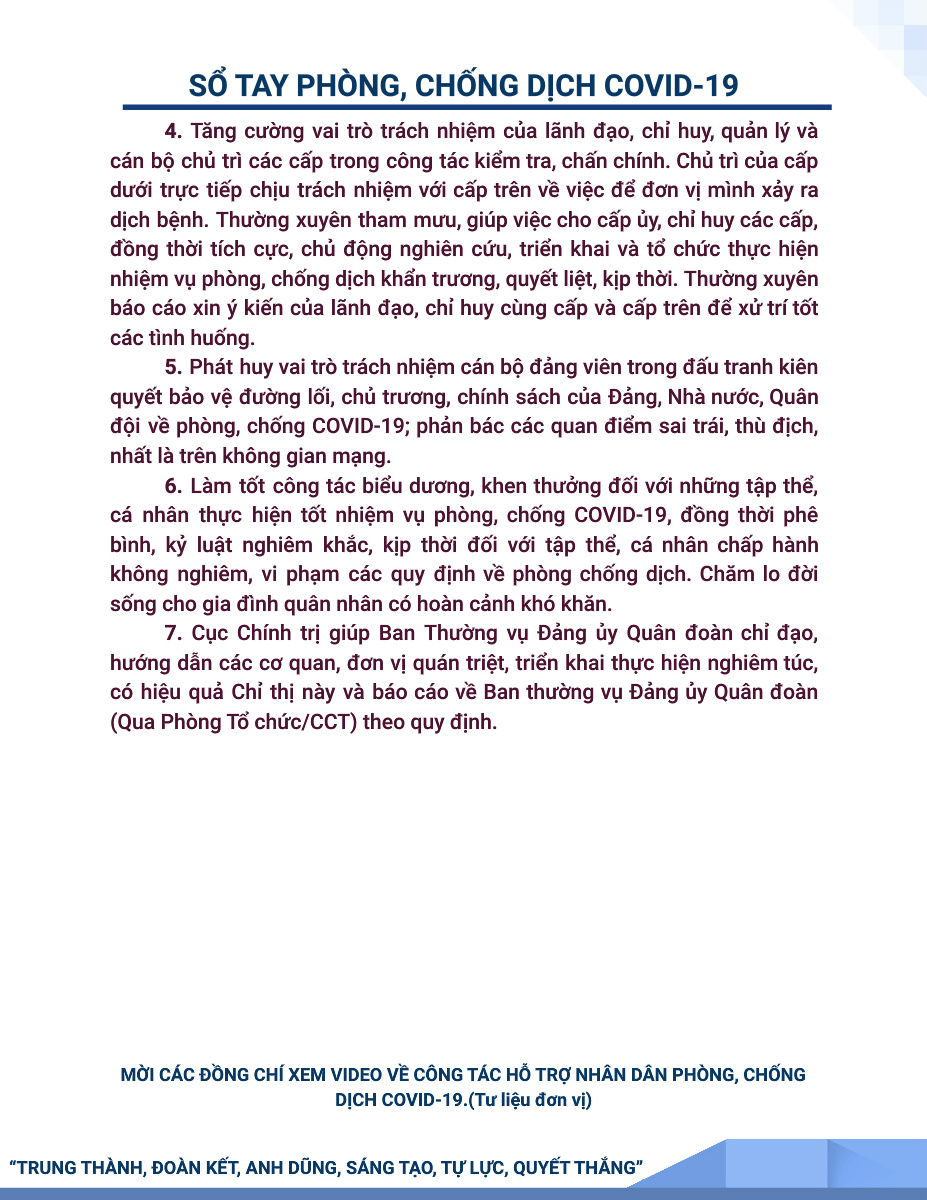 SỔ TAY PHÒNG, CHỐNG DỊCH COVID-19
4. Tăng cường vai trò trách nhiệm của lãnh đạo, chỉ huy, quản lý và
cán bộ chủ trì các cấp trong công tác kiểm tra, chấn chính. Chủ trì của cấp
dưới trực tiếp chịu trách nhiệm với cấp trên về việc để đơn vị mình xảy ra
dịch bệnh. Thường xuyên tham mưu, giúp việc cho cấp ủy, chỉ huy các cấp,
đồng thời tích cực, chủ động nghiên cứu, triển khai và tổ chức thực hiện
nhiệm vụ phòng, chống dịch khẩn trương, quyết liệt, kịp thời. Thường xuyên
báo cáo xin ý kiến của lãnh đạo, chỉ huy cùng cấp và cấp trên để xử trí tốt
các tình huống.
5. Phát huy vai trò trách nhiệm cán bộ đảng viên trong đấu tranh kiên
quyết bảo vệ đường lối, chủ trương, chính sách của Đảng, Nhà nước, Quân
đội về phòng, chống COVID-19; phản bác các quan điểm sai trái, thù địch,
nhất là trên không gian mạng.
6. Làm tốt công tác biểu dương, khen thưởng đối với những tập thể,
cá nhân thực hiện tốt nhiệm vụ phòng, chống COVID-19, đồng thời phê
bình, kỷ luật nghiêm khắc, kịp thời đối với tập thể, cá nhân chấp hành
không nghiêm, vi phạm các quy định về phòng chống dịch. Chăm lo đời
sống cho gia đình quân nhân có hoàn cảnh khó khăn.
7. Cục Chính trị giúp Ban Thường vụ Đảng ủy Quân đoàn chỉ đạo,
hướng dẫn các cơ quan, đơn vị quán triệt, triển khai thực hiện nghiêm túc,
có hiệu quả Chỉ thị này và báo cáo về Ban thường vụ Đảng ủy Quân đoàn
(Qua Phòng Tổ chức/CCT) theo quy định.
MỜI CÁC ĐỒNG CHÍ XEM VIDEO VỀ CÔNG TÁC HỖ TRỢ NHÂN DÂN PHÒNG, CHỐNG
DỊCH COVID-19.(Tư liệu đơn vị)
“TRUNG THÀNH, ĐOÀN KẾT, ANH DŨNG, SÁNG TẠO, TỰ LỰC, QUYẾT THẮNG”